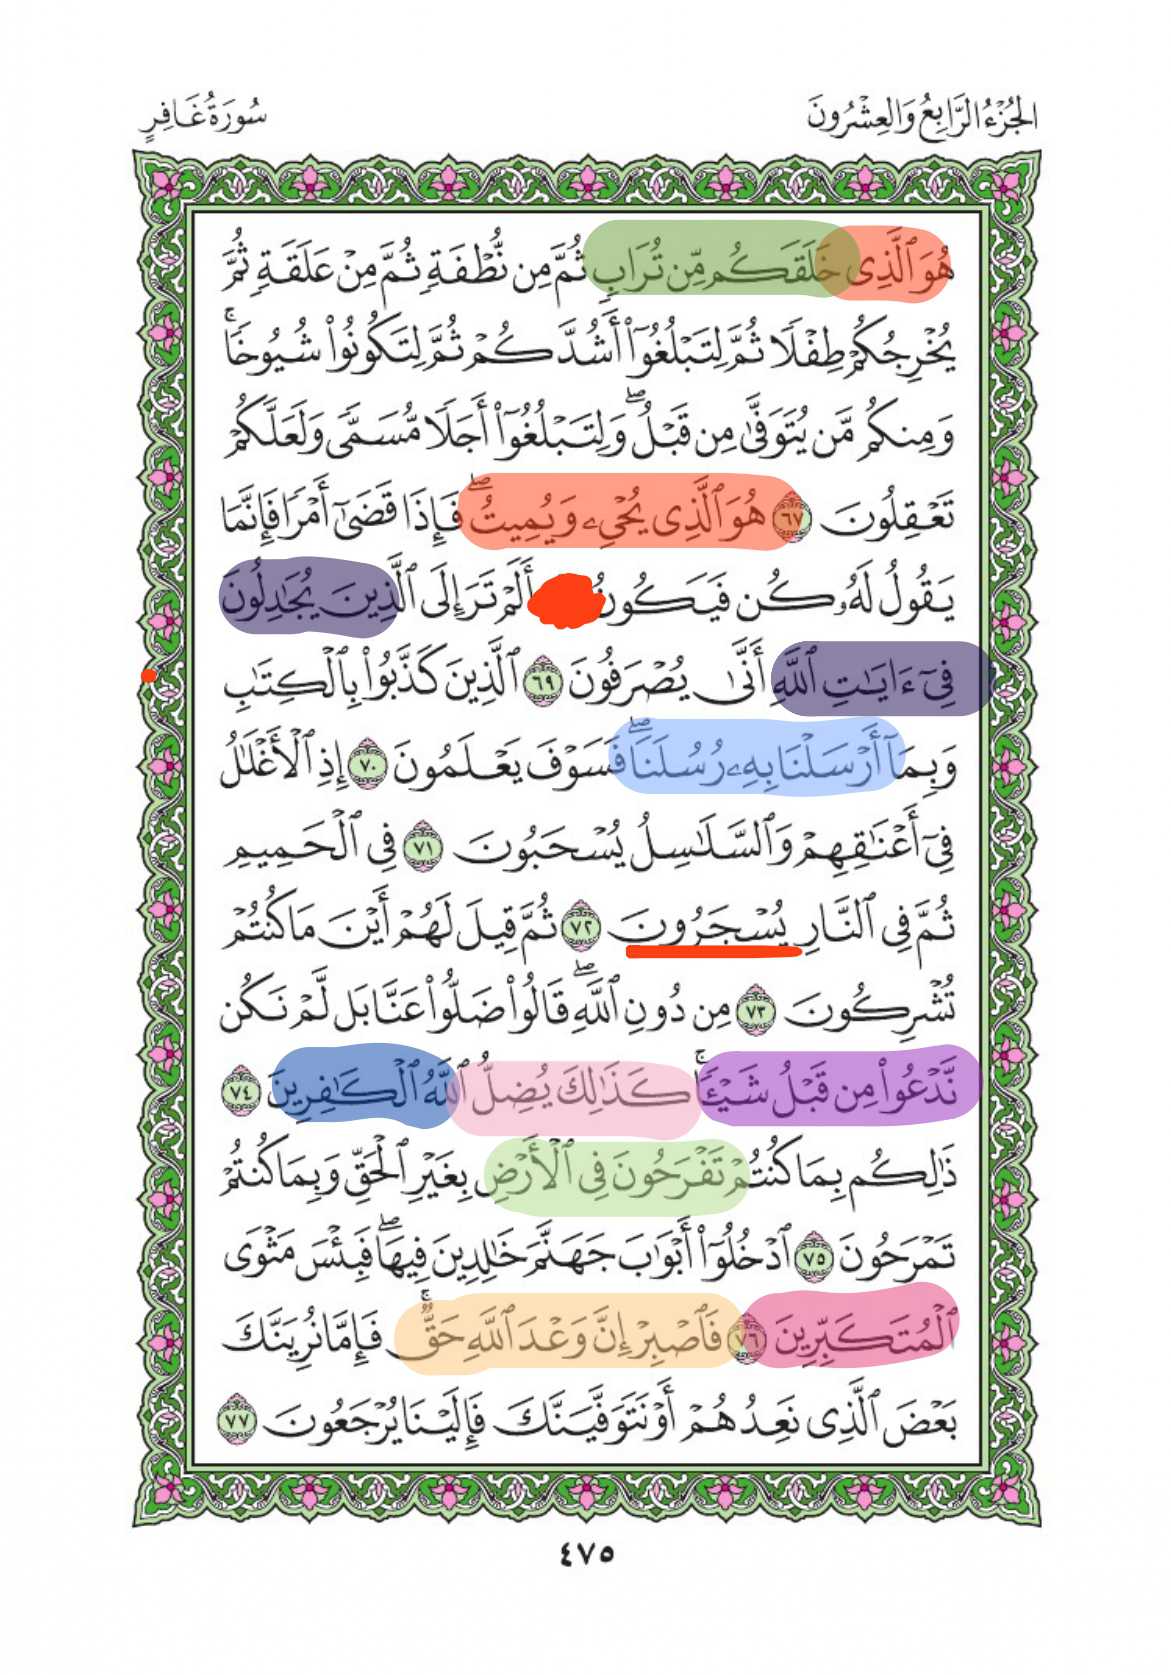 الجُزْءُ الرَّابِعُ وَالعِشْرُونَ
سُورَةُ غَافِرٍ
هُوَ ٱلَّذِى خَلَقَكُم مِّن تُرَابٍ ثُمَّ مِن نُّطْفَةٍ ثُمَّ مِنْ عَلَقَةٍ ثُمَّ
يُخْرِجُكُمْ طِفْلًا ثُمَّ لِتَبْلُغُوٓا۟ أَشُدَّكُمْ ثُمَّ لِتَكُونُوا۟ شُيُوخًاۚ
وَمِنكُم مَّن يُتَوَفَّىٰ مِن قَبْلُۖ وَلِتَبْلُغُوٓا۟ أَجَلًا مُّسَمًّى وَلَعَلَّكُمْ
تَعْقِلُونَ ٦٧ هُوَ ٱلَّذِى يُحْىِۦ وَيُمِيتُۖ فَإِذَا قَضَىٰٓ أَمْرًا فَإِنَّمَا
يَقُولُ لَهُۥ كُن فَيَكُونُ أَلَمْ تَرَ إِلَى ٱلَّذِينَ يُجَٰدِلُونَ
فِىٓ ءَايَٰتِ ٱللَّهِ أَنَّىٰ يُصْرَفُونَ ٦٩ ٱلَّذِينَ كَذَّبُوا۟ بِٱلْكِتَٰبِ
وَبِمَآ أَرْسَلْنَا بِهِۦ رُسُلَنَاۖ فَسَوْفَ يَعْلَمُونَ ٧٠ إِذِ ٱلْأَغْلَٰلُ
فِىٓ أَعْنَٰقِهِمْ وَٱلسَّلَٰسِلُ يُسْحَبُونَ ٧١ فِى ٱلْحَمِيمِ
ثُمَّ فِى ٱلنَّارِ يُسْجَرُونَ ٧٢ ثُمَّ قِيلَ لَهُمْ أَيْنَ مَا كُنتُمْ
تُشْرِكُونَ ٧٣ مِن دُونِ ٱللَّهِۖ قَالُوا۟ ضَلُّوا۟ عَنَّا بَل لَّمْ نَكُن
نَّدْعُوا۟ مِن قَبْلُ شَيْـًٔاۚ كَذَٰلِكَ يُضِلُّ ٱللَّهُ ٱلْكَٰفِرِينَ ٧٤
ذَٰلِكُم بِمَا كُنتُمْ تَفْرَحُونَ فِى ٱلْأَرْضِ بِغَيْرِ ٱلْحَقِّ وَبِمَا كُنتُمْ
تَمْرَحُونَ ٧٥ ٱدْخُلُوٓا۟ أَبْوَٰبَ جَهَنَّمَ خَٰلِدِينَ فِيهَاۖ فَبِئْسَ مَثْوَى
ٱلْمُتَكَبِّرِينَ ٧٦ فَٱصْبِرْ إِنَّ وَعْدَ ٱللَّهِ حَقٌّۚ فَإِمَّا نُرِيَنَّكَ
بَعْضَ ٱلَّذِى نَعِدُهُمْ أَوْ نَتَوَفَّيَنَّكَ فَإِلَيْنَا يُرْجَعُونَ ٧٧
٤٧٥